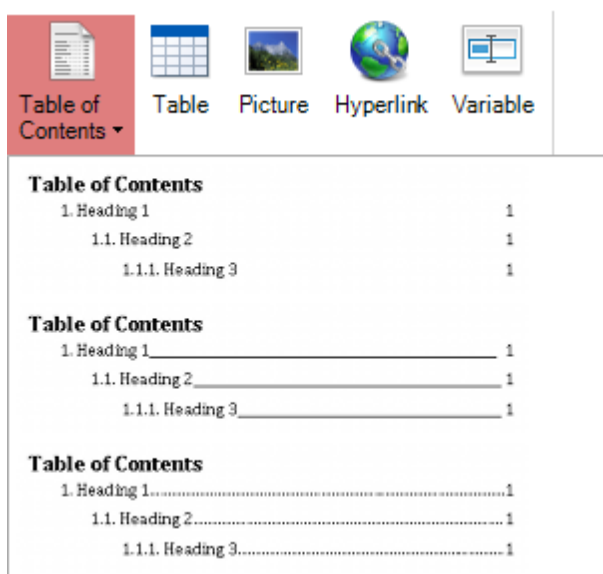 Table of Contents
Table
Picture
Hyperlink
Variable
Table of Contents
1. Heading 1 1
1.1. Heading 2 1
1.1.1. Heading 3 1
Table of Contents
1. Heading 1 1
1.1. Heading 2 1
1.1.1. Heading 3 1
Table of Contents
1. Heading 1 1
1.1. Heading 2 1
1.1.1. Heading 3 1